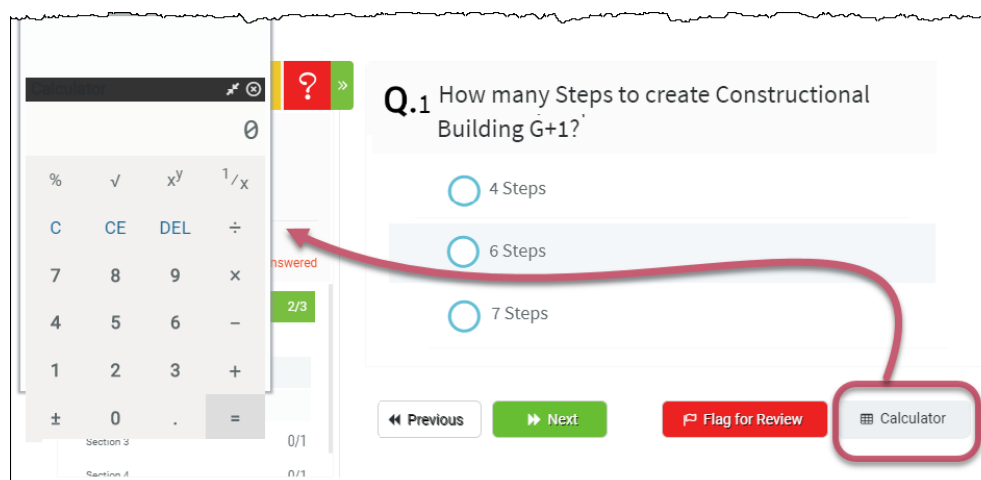 Calculator
0
% √ x^y 1/x
C CE DEL ÷
7 8 9 ×
4 5 6 −
1 2 3 +
± 0 . =
?
»
nswered
2/3
Section 3 0/1
Section 4 0/1
Q.1 How many Steps to create Constructional
Building G+1?
4 Steps
6 Steps
7 Steps
Previous
Next
Flag for Review
Calculator